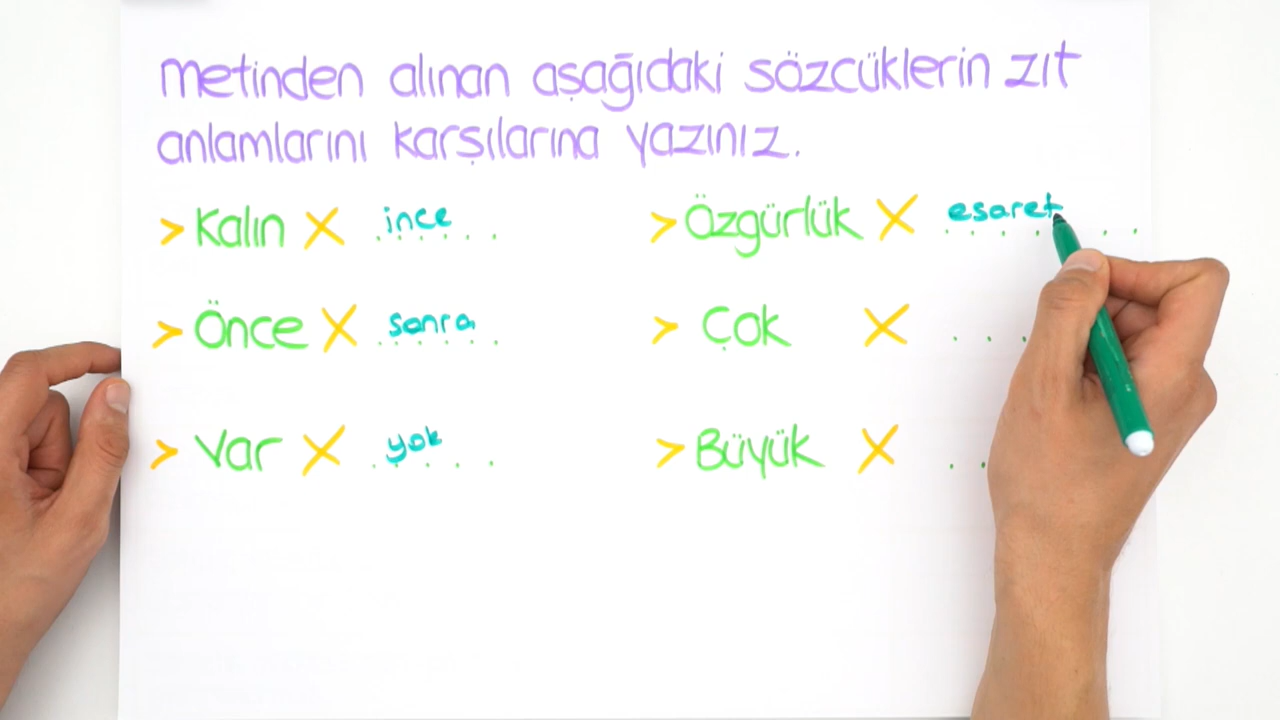 metinden alınan aşağıdaki sözcüklerin zıt
anlamlarını karşılarına yazınız.
> Kalın X ince
> Özgürlük X esaret
> Önce X sonra
> Çok X . . .
> Var X yok
> Büyük X . .